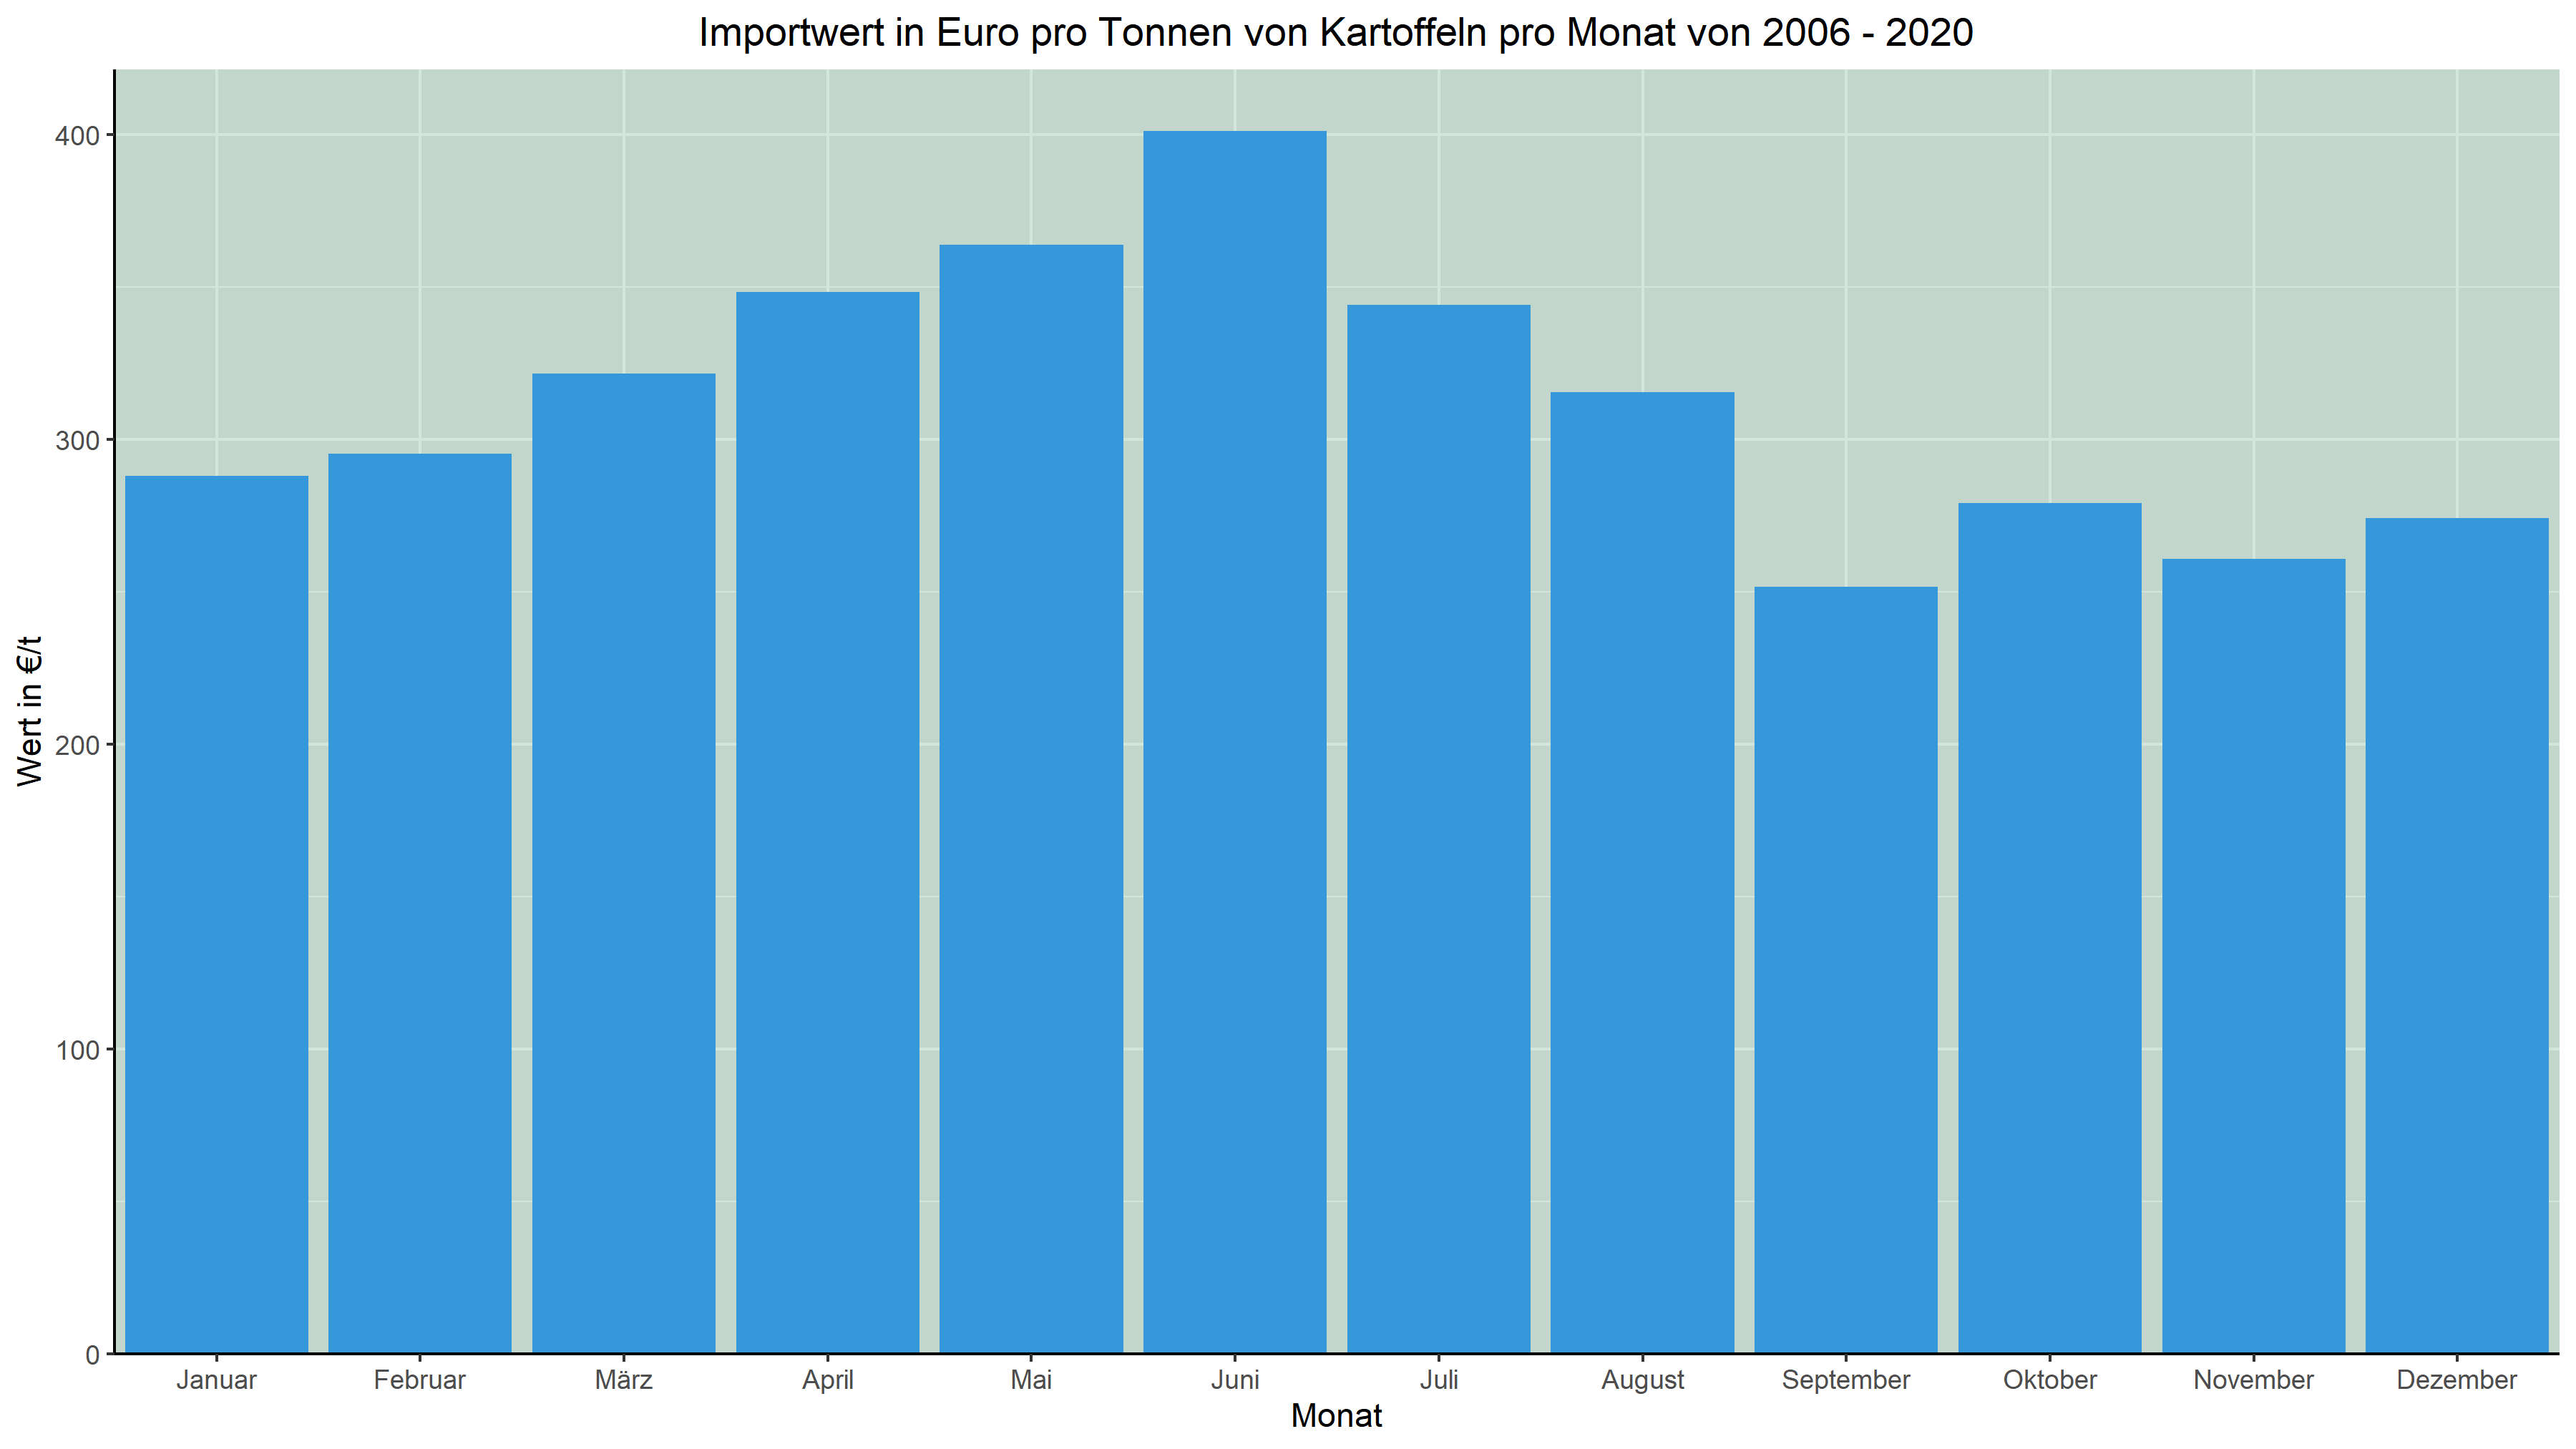 Importwert in Euro pro Tonnen von Kartoffeln pro Monat von 2006 - 2020
Wert in €/t
400
300
200
100
0
Januar Februar März April Mai Juni Juli August September Oktober November Dezember
Monat